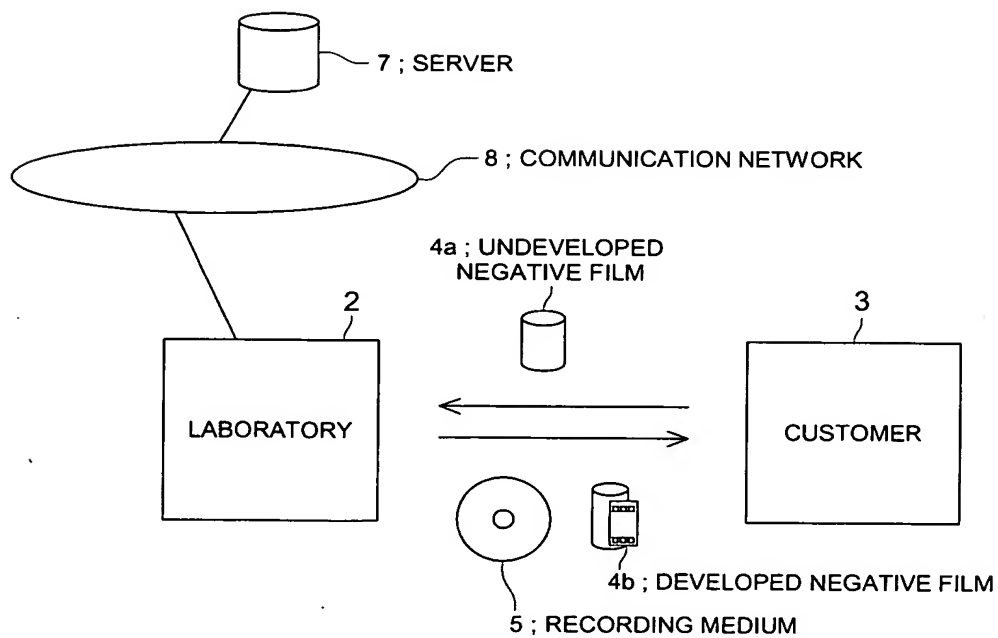 7 ; SERVER
8 ; COMMUNICATION NETWORK
4a ; UNDEVELOPED
NEGATIVE FILM
2
3
LABORATORY
CUSTOMER
4b ; DEVELOPED NEGATIVE FILM
5 ; RECORDING MEDIUM